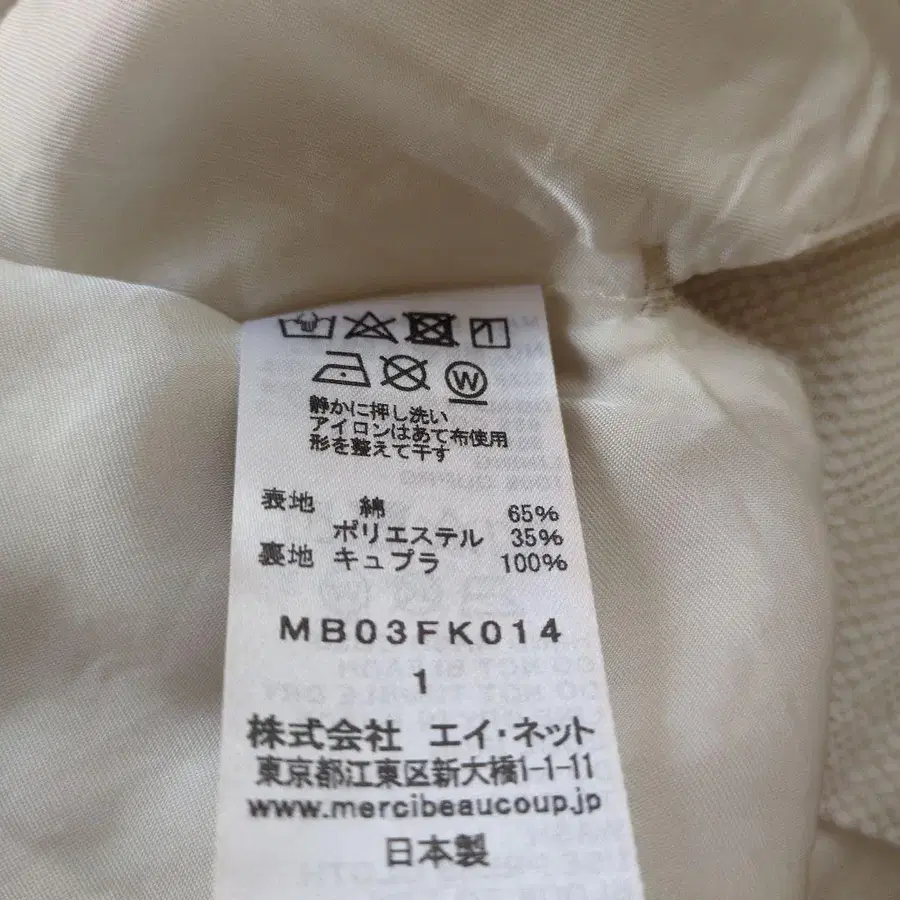 W
静かに押し洗い
アイロンはあて布使用
形を整えて干す
表地 綿 65%
ポリエステル 35%
裏地 キュプラ 100%
MB03FK014
1
株式会社 エイ・ネット
東京都江東区新大橋1-1-11
www.mercibeaucoup.jp
日本製